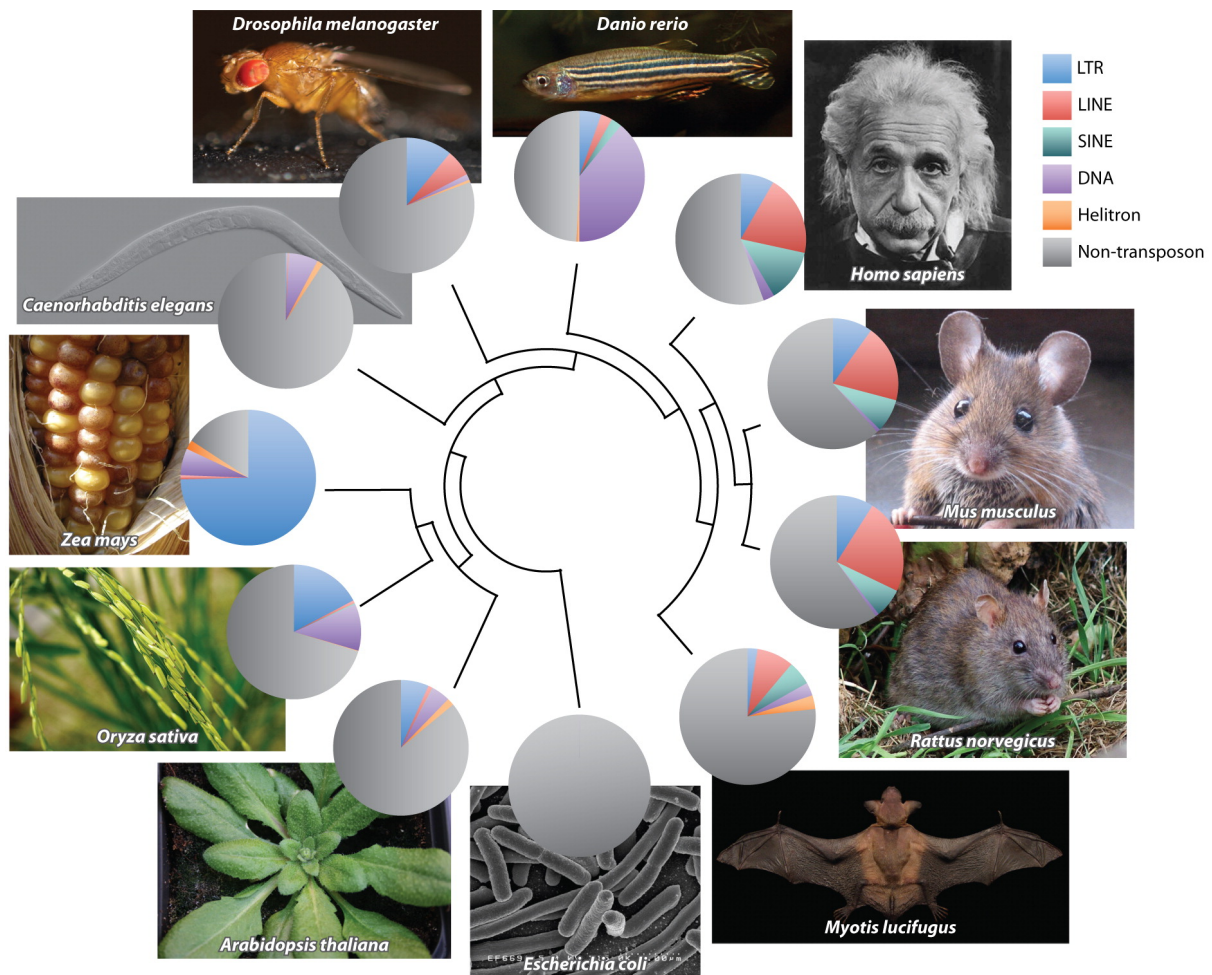 Drosophila melanogaster
Danio rerio
LTR
LINE
SINE
DNA
Helitron
Non-transposon
Homo sapiens
Caenorhabditis elegans
Mus musculus
Zea mays
Oryza sativa
Rattus norvegicus
Arabidopsis thaliana
Escherichia coli
Myotis lucifugus